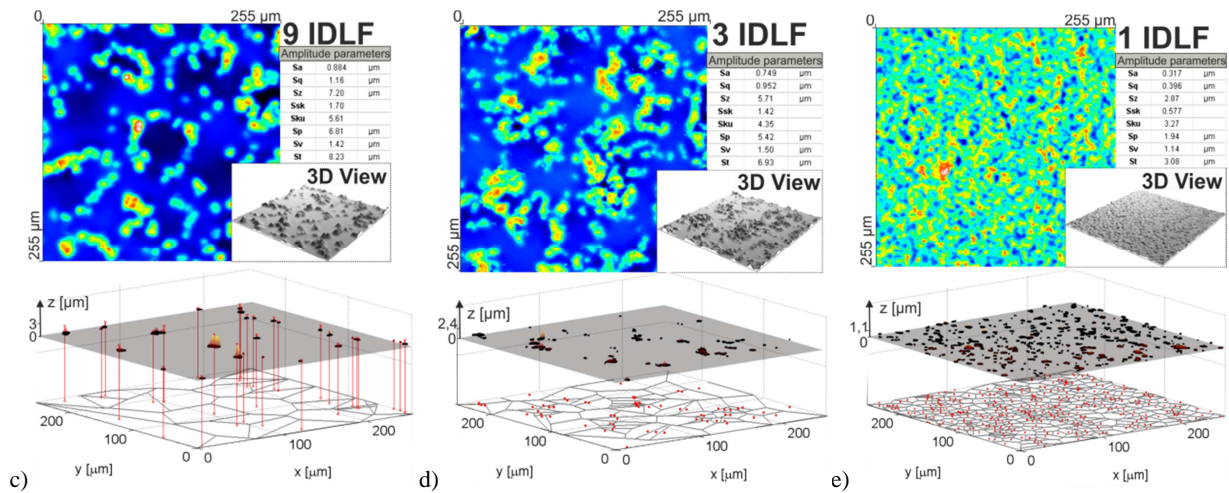 0 255 µm
9 IDLF
Amplitude parameters
Sa 0.884 µm
Sq 1.16 µm
Sz 7.20 µm
Ssk 1.70
Sku 5.61
Sp 6.81 µm
Sv 1.42 µm
St 8.23 µm
3D View
255 µm
z [µm]
3
0
200
100
0 0
100
200
y [µm] x [µm]
c)
0 255 µm
3 IDLF
Amplitude parameters
Sa 0.749 µm
Sq 0.952 µm
Sz 5.71 µm
Ssk 1.42
Sku 4.35
Sp 5.42 µm
Sv 1.50 µm
St 6.93 µm
3D View
255 µm
z [µm]
2,4
0
200
100
0 0
100
200
y [µm] x [µm]
d)
0 255 µm
1 IDLF
Amplitude parameters
Sa 0.317 µm
Sq 0.396 µm
Sz 2.87 µm
Ssk 0.577
Sku 3.27
Sp 1.94 µm
Sv 1.14 µm
St 3.08 µm
3D View
255 µm
z [µm]
1,1
0
200
100
0 0
100
200
y [µm] x [µm]
e)